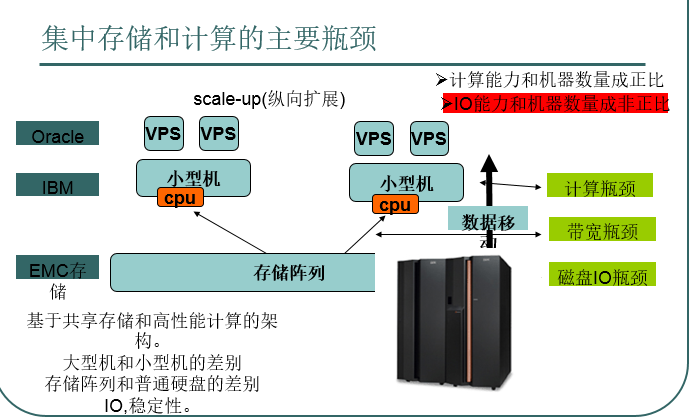 集中存储和计算的主要瓶颈
➢计算能力和机器数量成正比
➢IO能力和机器数量成非正比
scale-up(纵向扩展)
Oracle
VPS
VPS
VPS
VPS
IBM
小型机
cpu
小型机
cpu
计算瓶颈
数据移
带宽瓶颈
EMC存
储
存储阵列
磁盘IO瓶颈
基于共享存储和高性能计算的架
构。
大型机和小型机的差别
存储阵列和普通硬盘的差别
IO,稳定性。